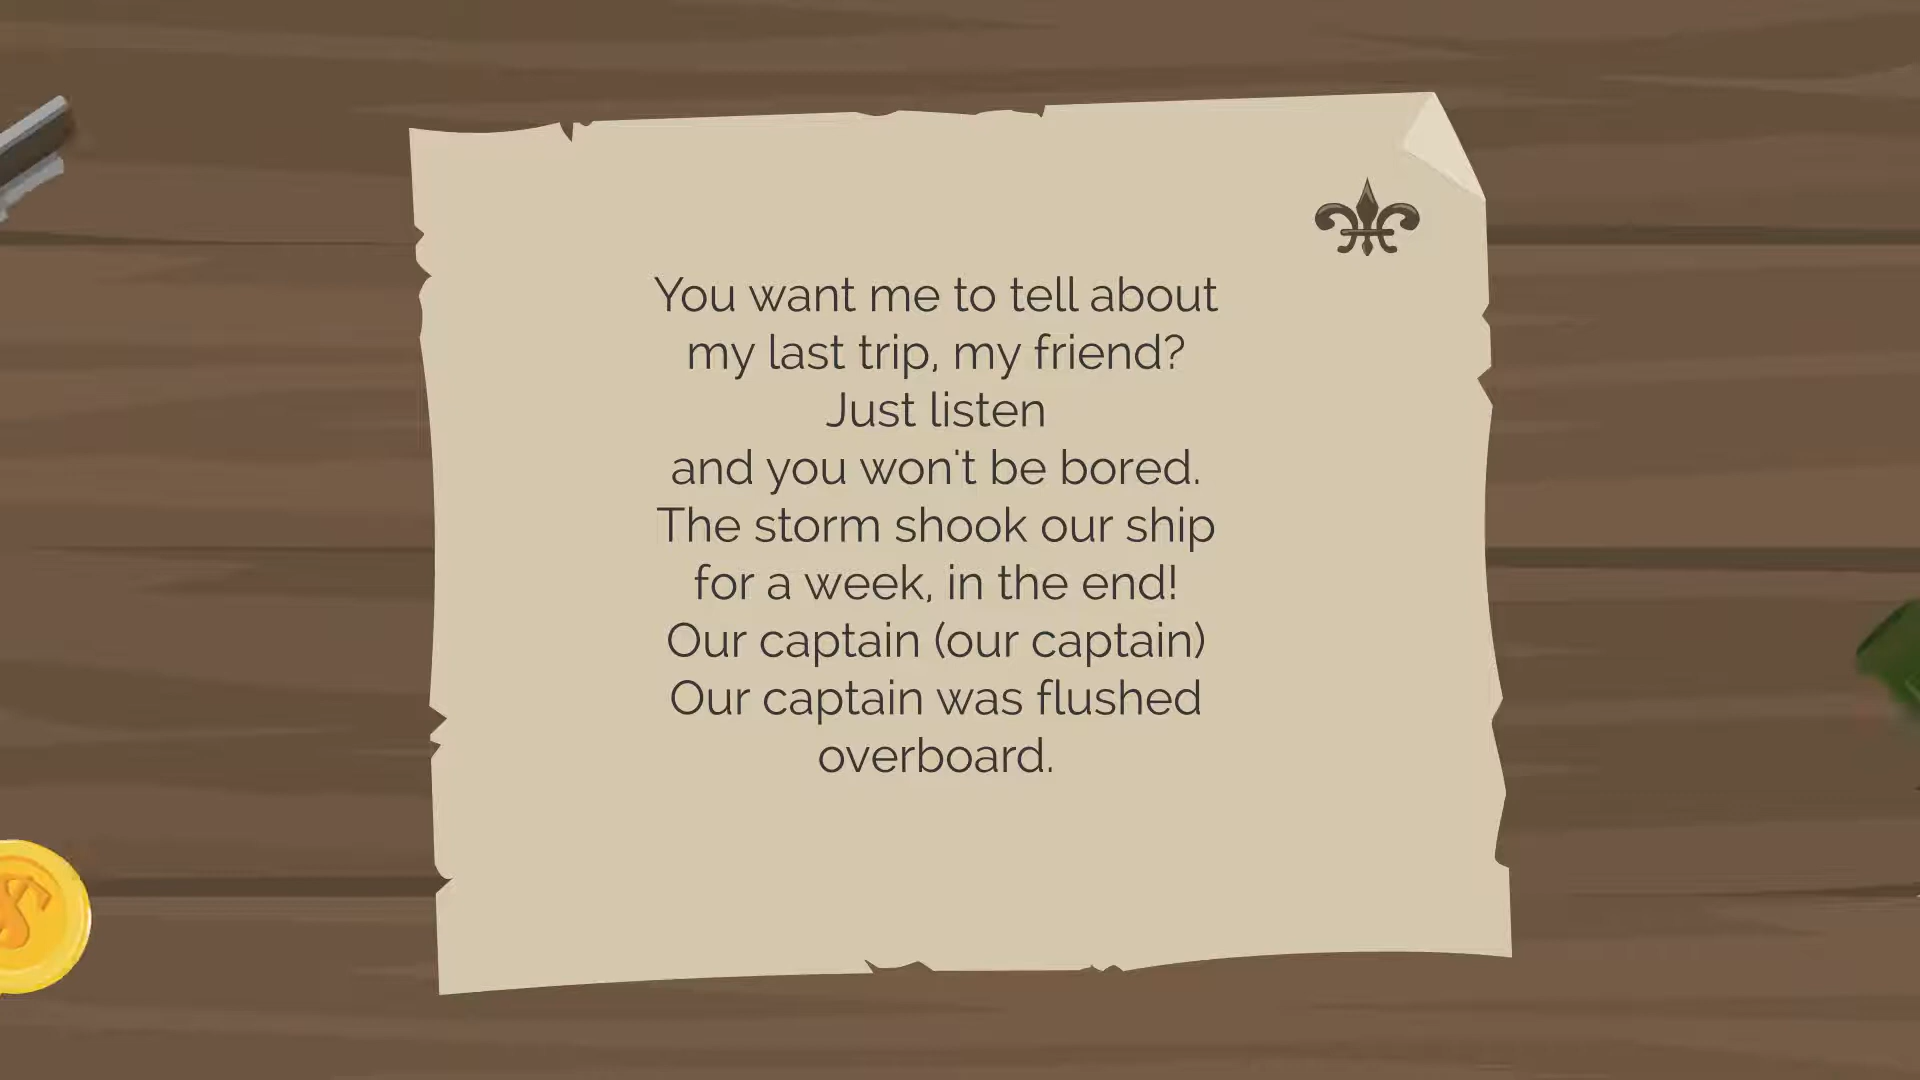 You want me to tell about
my last trip, my friend?
Just listen
and you won't be bored.
The storm shook our ship
for a week, in the end!
Our captain (our captain)
Our captain was flushed
overboard.